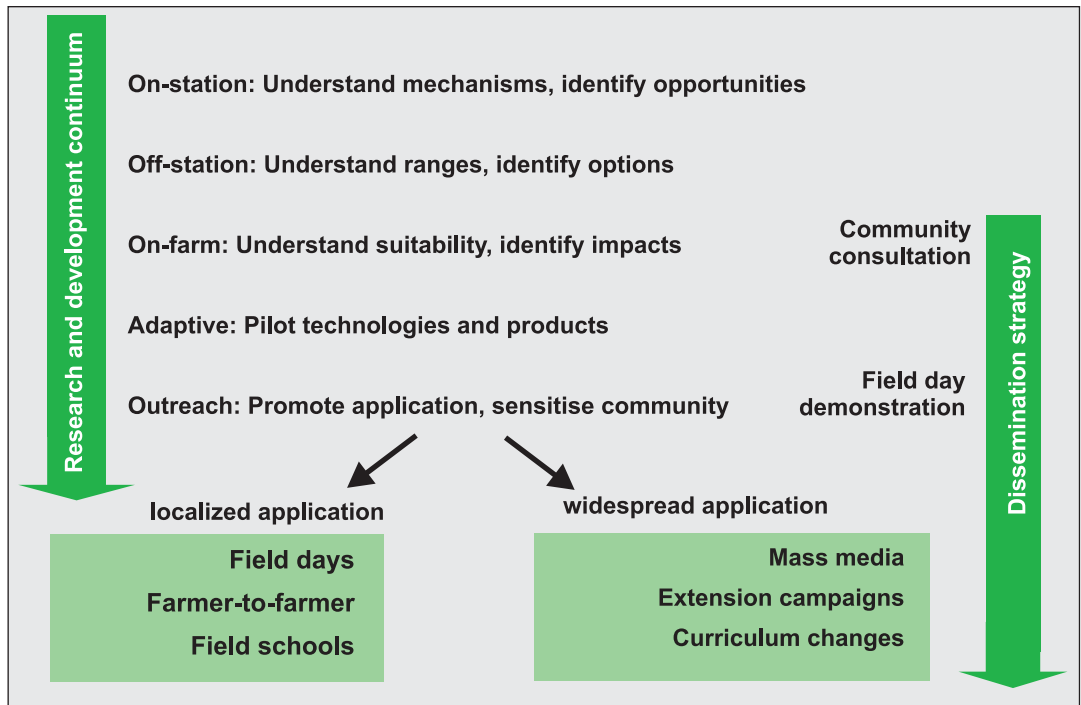 Research and development continuum
On-station: Understand mechanisms, identify opportunities
Off-station: Understand ranges, identify options
On-farm: Understand suitability, identify impacts
Community
consultation
Adaptive: Pilot technologies and products
Outreach: Promote application, sensitise community
Field day
demonstration
Dissemination strategy
localized application
Field days
Farmer-to-farmer
Field schools
widespread application
Mass media
Extension campaigns
Curriculum changes